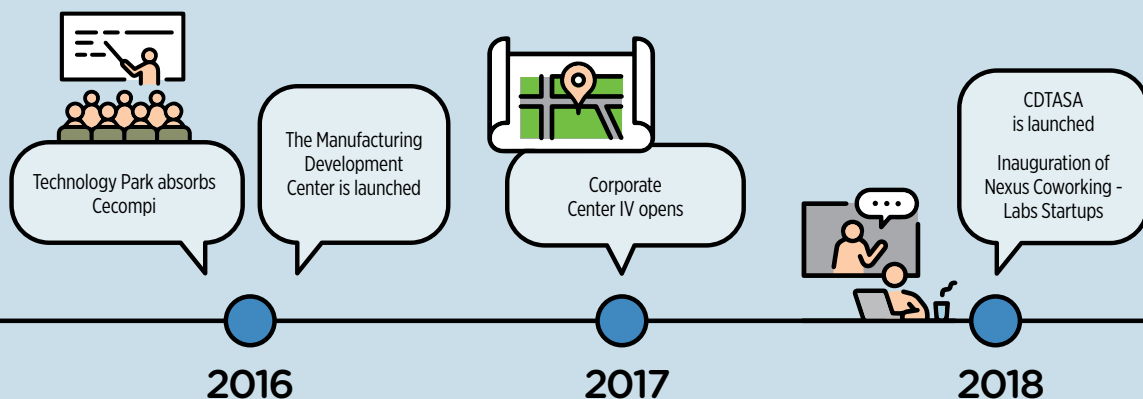 Technology Park absorbs
Cecompi
The Manufacturing
Development
Center is launched
Corporate
Center IV opens
CDTASA
is launched
Inauguration of
Nexus Coworking -
Labs Startups
2016
2017
2018